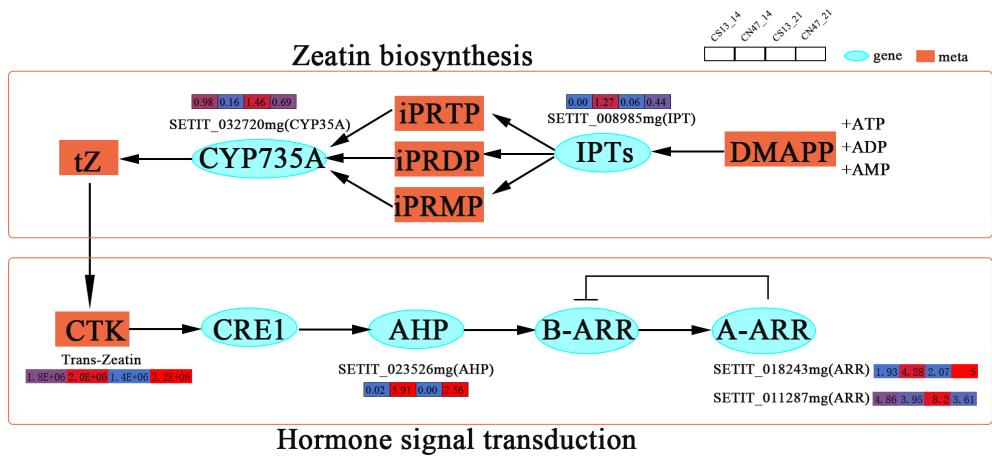 CS13_14 CN47_14 CS13_21 CN47_21
gene meta
Zeatin biosynthesis
0.98 0.16 1.46 0.69
SETIT_032720mg(CYP35A)
0.00 1.27 0.06 0.44
SETIT_008985mg(IPT)
iPRTP
+ATP
tZ CYP735A iPRDP IPTs DMAPP +ADP
+AMP
iPRMP
CTK CRE1 AHP B-ARR A-ARR
Trans-Zeatin
1.8E+06 2.0E+06 1.4E+06 2.2E+06
SETIT_023526mg(AHP)
0.02 5.91 0.00 2.56
SETIT_018243mg(ARR) 1.93 4.28 2.07 5
SETIT_011287mg(ARR) 4.86 3.95 8.2 3.61
Hormone signal transduction